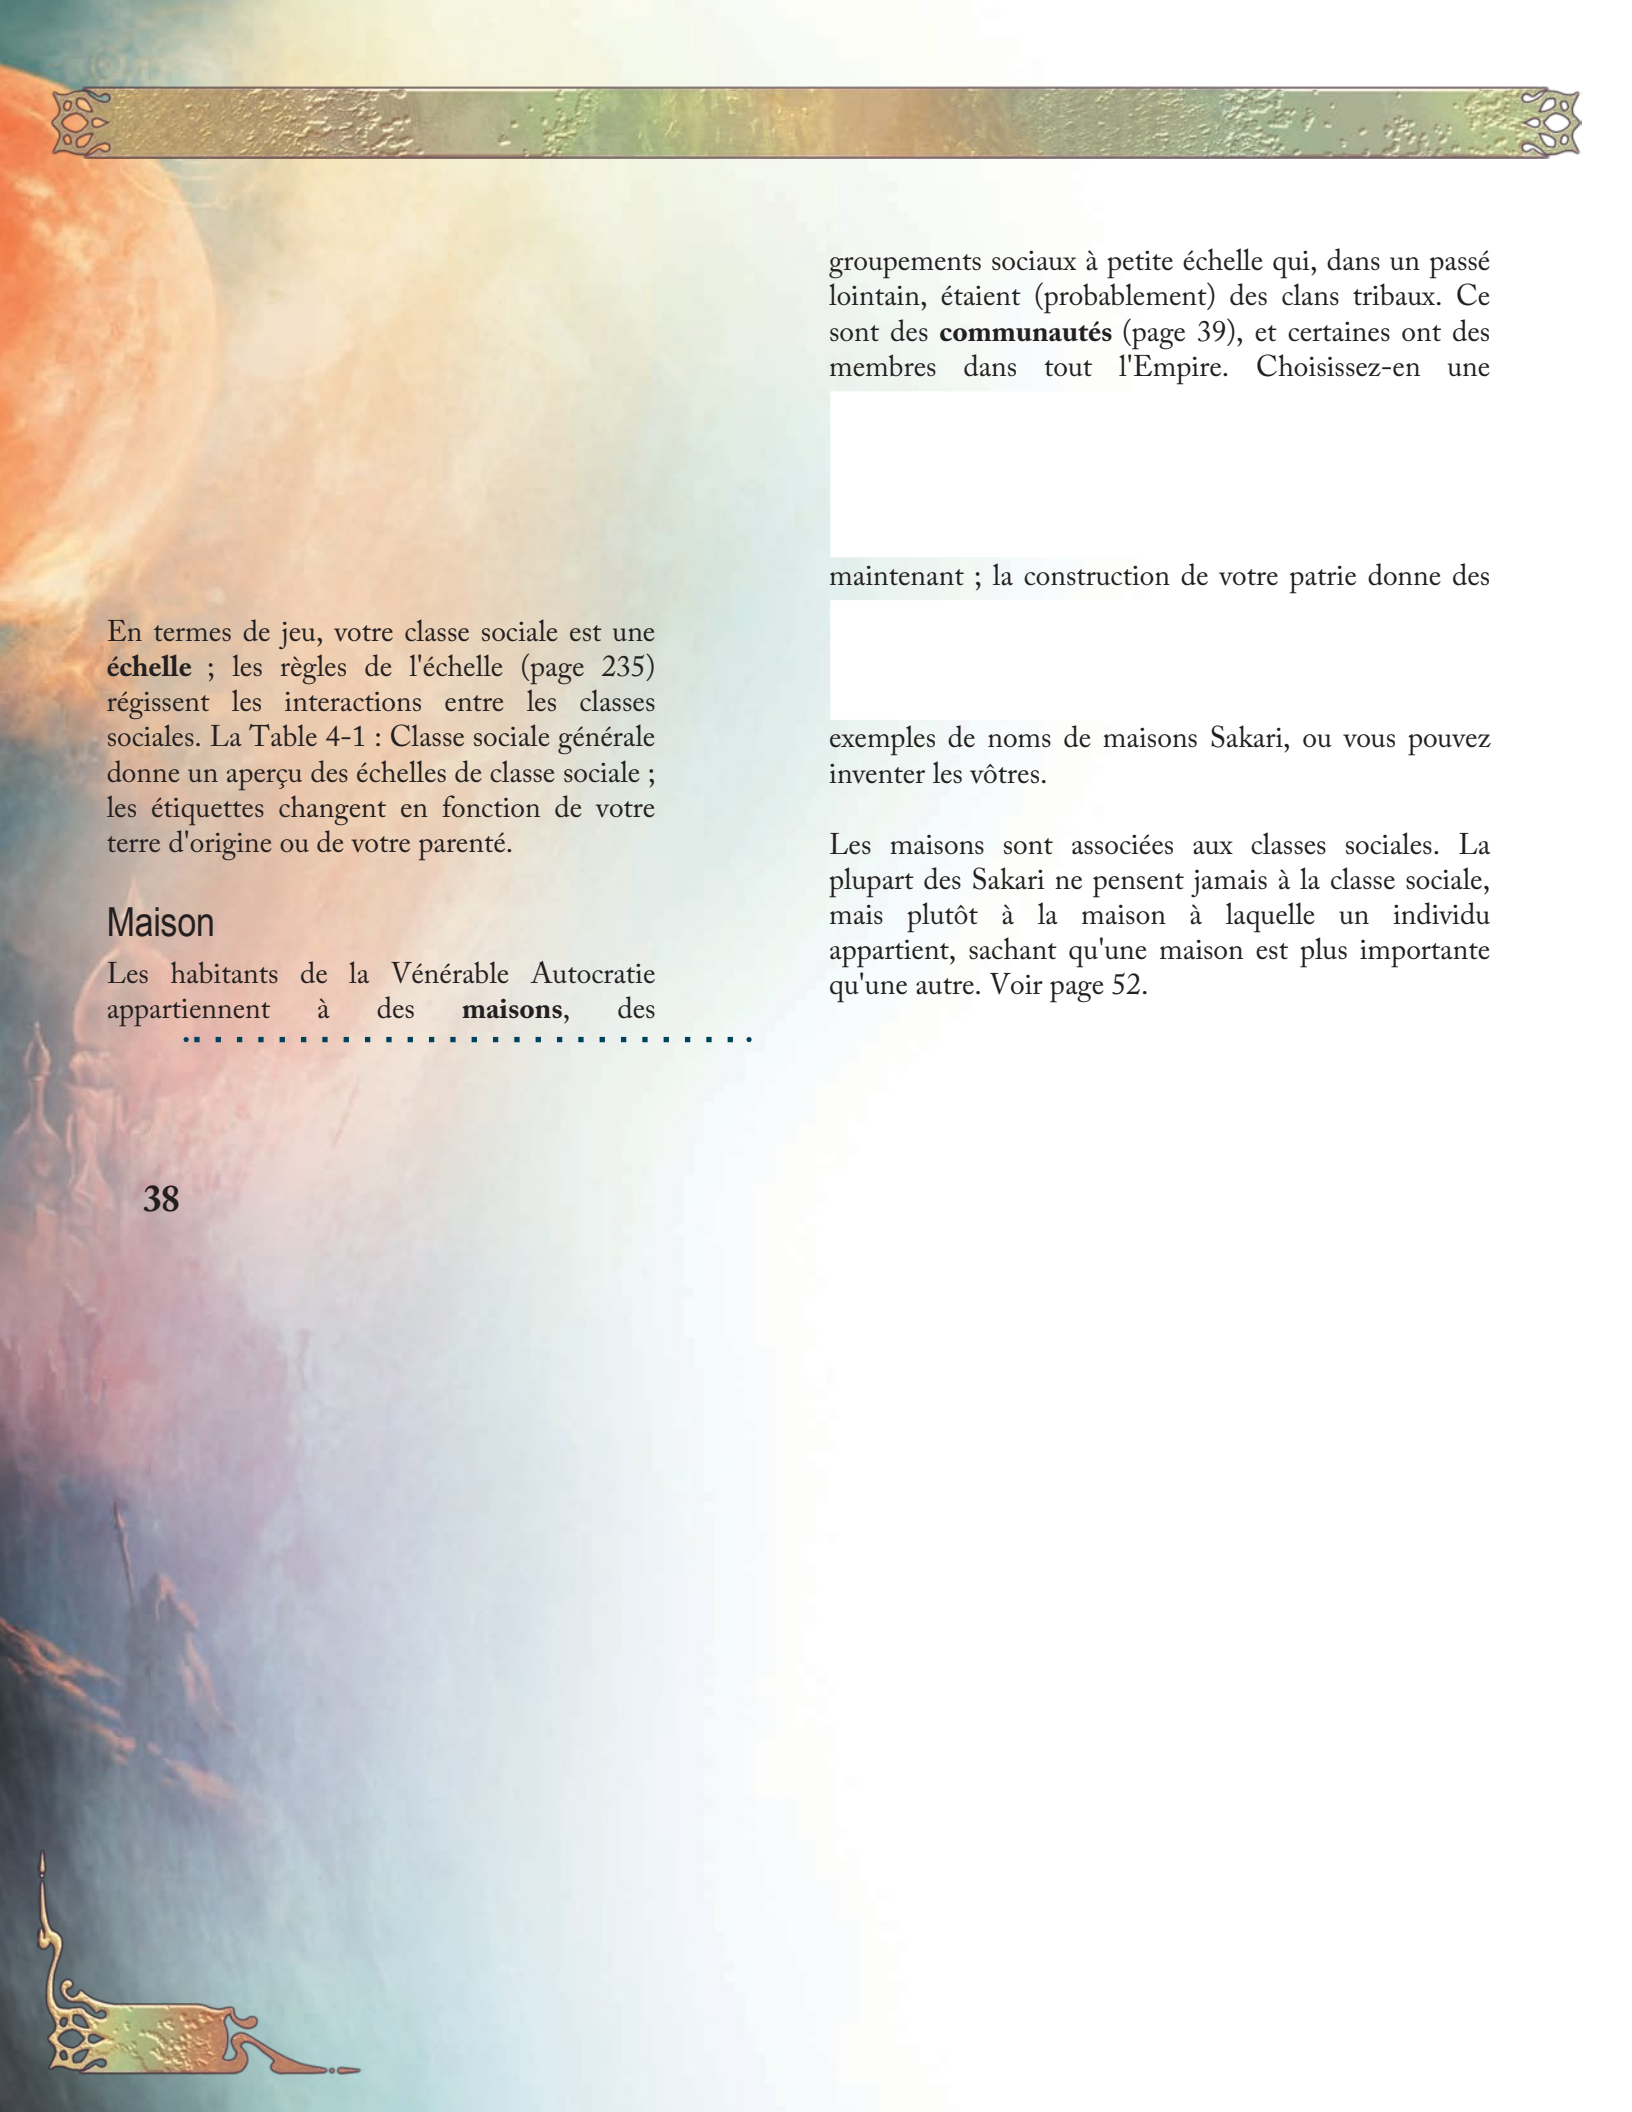 En termes de jeu, votre classe sociale est une
échelle ; les règles de l'échelle (page 235)
régissent les interactions entre les classes
sociales. La Table 4-1 : Classe sociale générale
donne un aperçu des échelles de classe sociale ;
les étiquettes changent en fonction de votre
terre d'origine ou de votre parenté.
Maison
Les habitants de la Vénérable Autocratie
appartiennent à des maisons, des
groupements sociaux à petite échelle qui, dans un passé
lointain, étaient (probablement) des clans tribaux. Ce
sont des communautés (page 39), et certaines ont des
membres dans tout l'Empire. Choisissez-en une
maintenant ; la construction de votre patrie donne des
exemples de noms de maisons Sakari, ou vous pouvez
inventer les vôtres.
Les maisons sont associées aux classes sociales. La
plupart des Sakari ne pensent jamais à la classe sociale,
mais plutôt à la maison à laquelle un individu
appartient, sachant qu'une maison est plus importante
qu'une autre. Voir page 52.
38